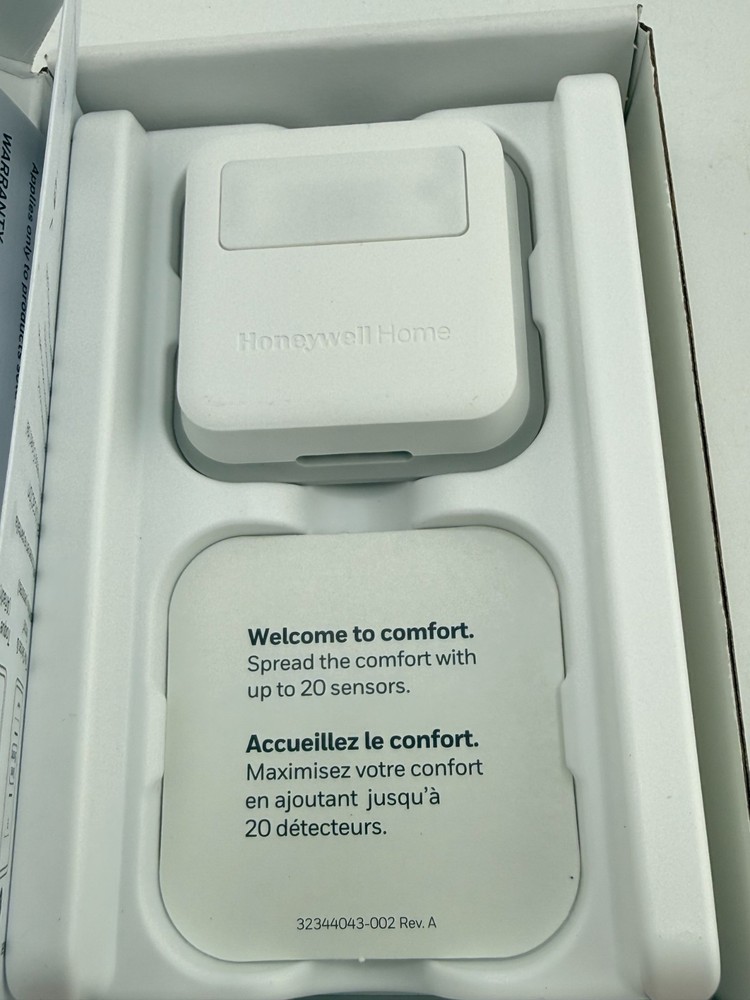 WARRANTY
Applies only to products
Honeywell Home
Welcome to comfort.
Spread the comfort with
up to 20 sensors.
Accueillez le confort.
Maximisez votre confort
en ajoutant jusqu'à
20 détecteurs.
32344043-002 Rev. A